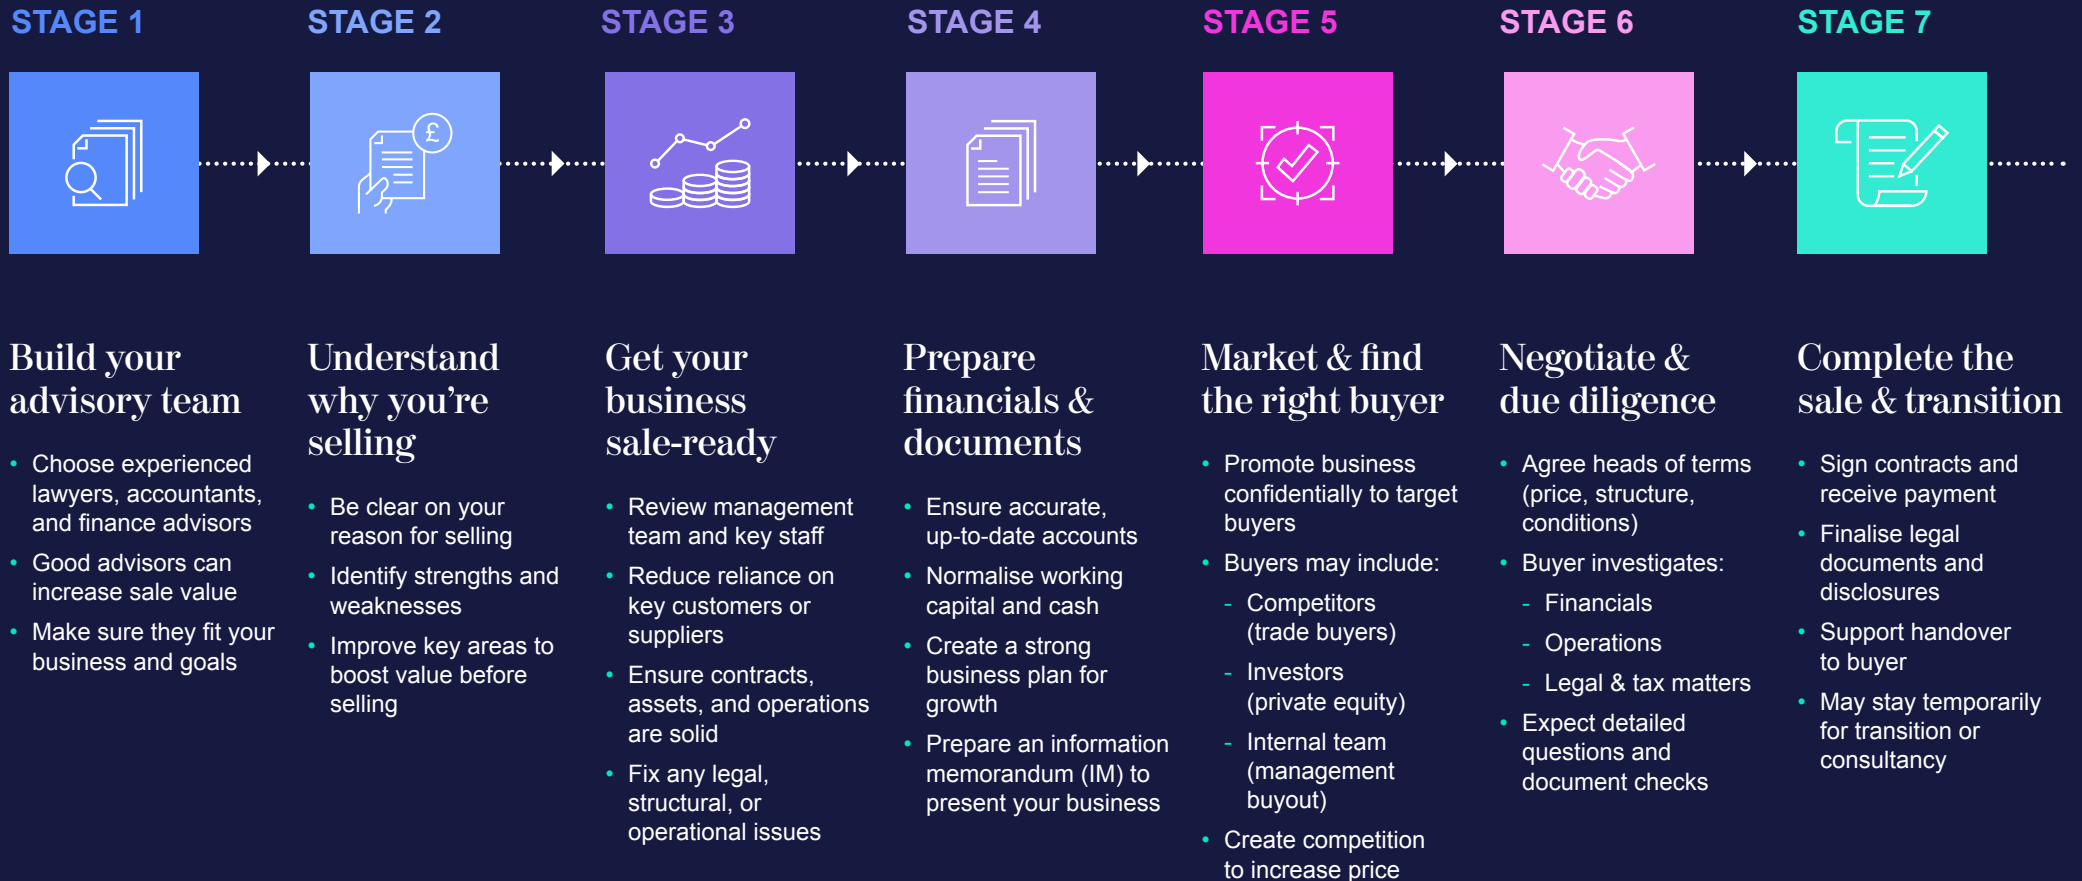 STAGE 1
Build your
advisory team
• Choose experienced
lawyers, accountants,
and finance advisors
• Good advisors can
increase sale value
• Make sure they fit your
business and goals
STAGE 2
£
Understand
why you’re
selling
• Be clear on your
reason for selling
• Identify strengths and
weaknesses
• Improve key areas to
boost value before
selling
STAGE 3
Get your
business
sale-ready
• Review management
team and key staff
• Reduce reliance on
key customers or
suppliers
• Ensure contracts,
assets, and operations
are solid
• Fix any legal,
structural, or
operational issues
STAGE 4
Prepare
financials &
documents
• Ensure accurate,
up-to-date accounts
• Normalise working
capital and cash
• Create a strong
business plan for
growth
• Prepare an information
memorandum (IM) to
present your business
STAGE 5
Market & find
the right buyer
• Promote business
confidentially to target
buyers
• Buyers may include:
- Competitors
(trade buyers)
- Investors
(private equity)
- Internal team
(management
buyout)
• Create competition
to increase price
STAGE 6
Negotiate &
due diligence
• Agree heads of terms
(price, structure,
conditions)
• Buyer investigates:
- Financials
- Operations
- Legal & tax matters
• Expect detailed
questions and
document checks
STAGE 7
Complete the
sale & transition
• Sign contracts and
receive payment
• Finalise legal
documents and
disclosures
• Support handover
to buyer
• May stay temporarily
for transition or
consultancy